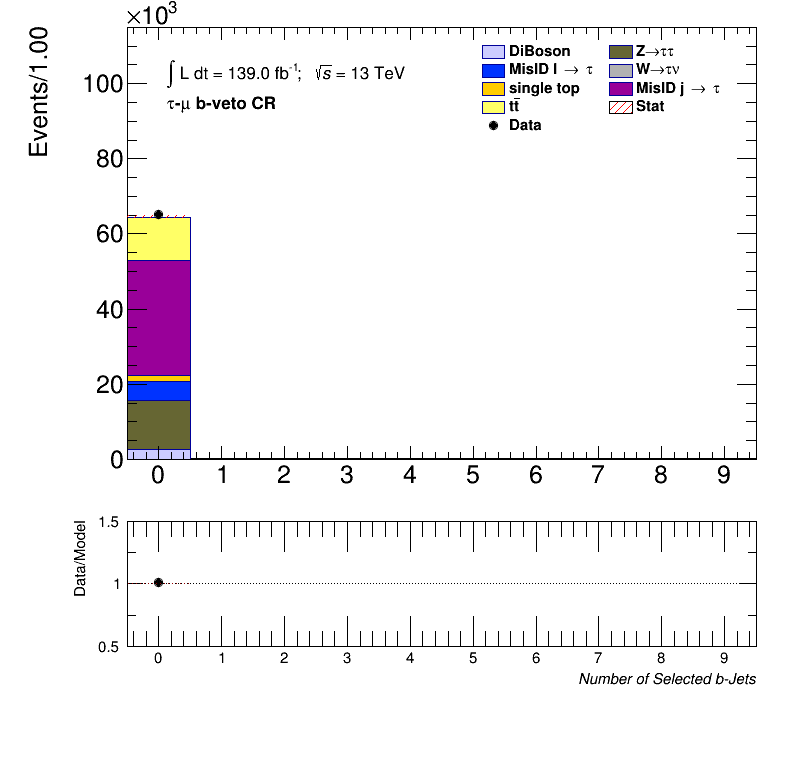 ×10³
Events/1.00
∫ L dt = 139.0 fb⁻¹; √s = 13 TeV
τ-μ b-veto CR
DiBoson
Z→ττ
MisID l → τ
W→τν
single top
MisID j → τ
tt̅
Stat
Data
100
80
60
40
20
0
0 1 2 3 4 5 6 7 8 9
Data/Model
1.5
1
0.5
0 1 2 3 4 5 6 7 8 9
Number of Selected b-Jets